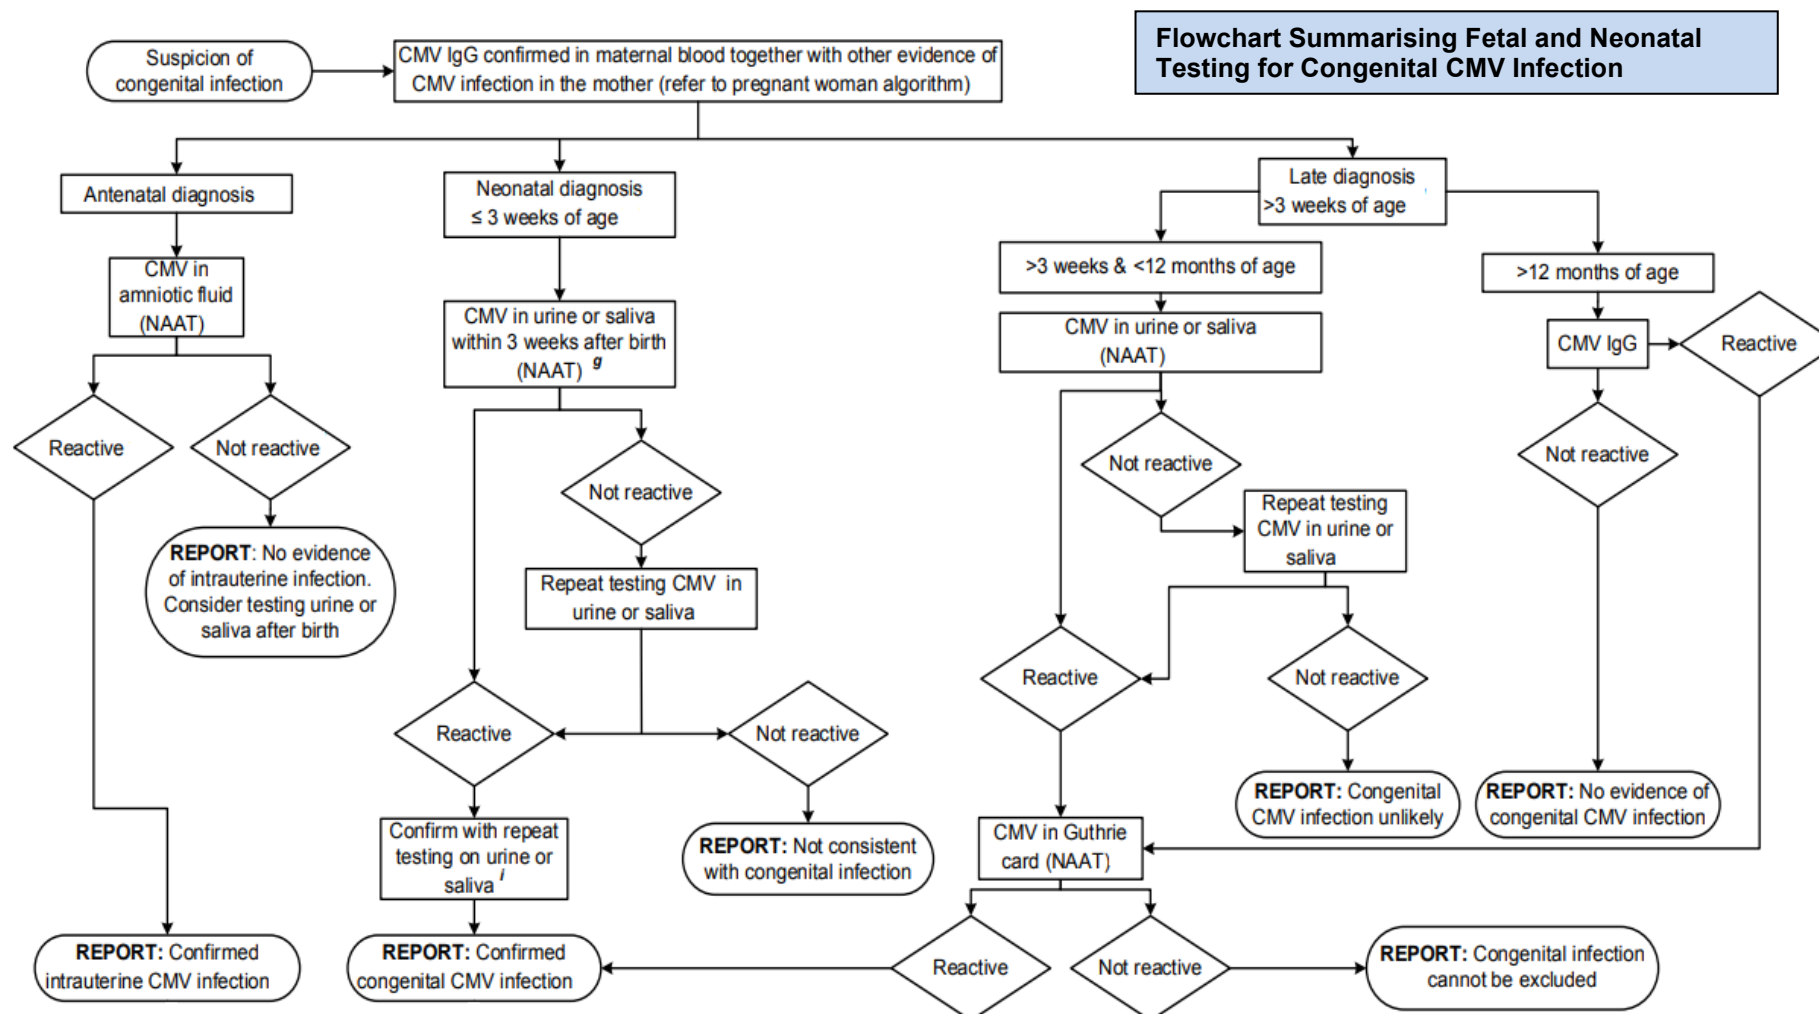 Flowchart Summarising Fetal and Neonatal
Testing for Congenital CMV Infection
Suspicion of
congenital infection
CMV IgG confirmed in maternal blood together with other evidence of
CMV infection in the mother (refer to pregnant woman algorithm)
Antenatal diagnosis
CMV in
amniotic fluid
(NAAT)
Reactive
Not reactive
REPORT: No evidence
of intrauterine infection.
Consider testing urine or
saliva after birth
REPORT: Confirmed
intrauterine CMV infection
Neonatal diagnosis
≤ 3 weeks of age
CMV in urine or saliva
within 3 weeks after birth
(NAAT) g
Not reactive
Repeat testing CMV in
urine or saliva
Reactive
Not reactive
Confirm with repeat
testing on urine or
saliva i
REPORT: Not consistent
with congenital infection
REPORT: Confirmed
congenital CMV infection
Late diagnosis
>3 weeks of age
>3 weeks & <12 months of age
CMV in urine or saliva
(NAAT)
Not reactive
Repeat testing
CMV in urine or
saliva
Reactive
Not reactive
REPORT: Congenital
CMV infection unlikely
>12 months of age
CMV IgG
Reactive
Not reactive
REPORT: No evidence of
congenital CMV infection
CMV in Guthrie
card (NAAT)
Reactive
Not reactive
REPORT: Congenital infection
cannot be excluded